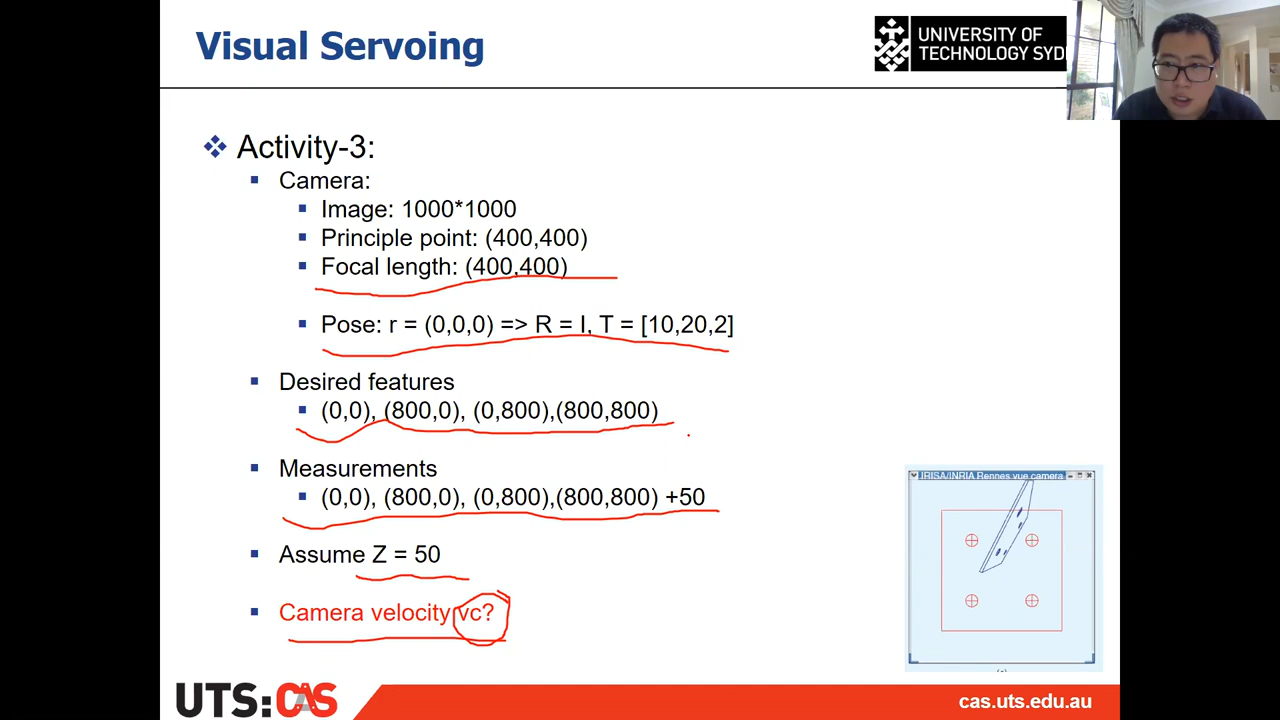 Visual Servoing
UNIVERSITY OF
TECHNOLOGY SYD
Activity-3:
Camera:
Image: 1000*1000
Principle point: (400,400)
Focal length: (400,400)
Pose: r = (0,0,0) => R = I, T = [10,20,2]
Desired features
(0,0), (800,0), (0,800),(800,800)
Measurements
(0,0), (800,0), (0,800),(800,800) +50
Assume Z = 50
Camera velocity vc?
IRISA/INRIA Rennes vue camera
UTS:CAS
cas.uts.edu.au